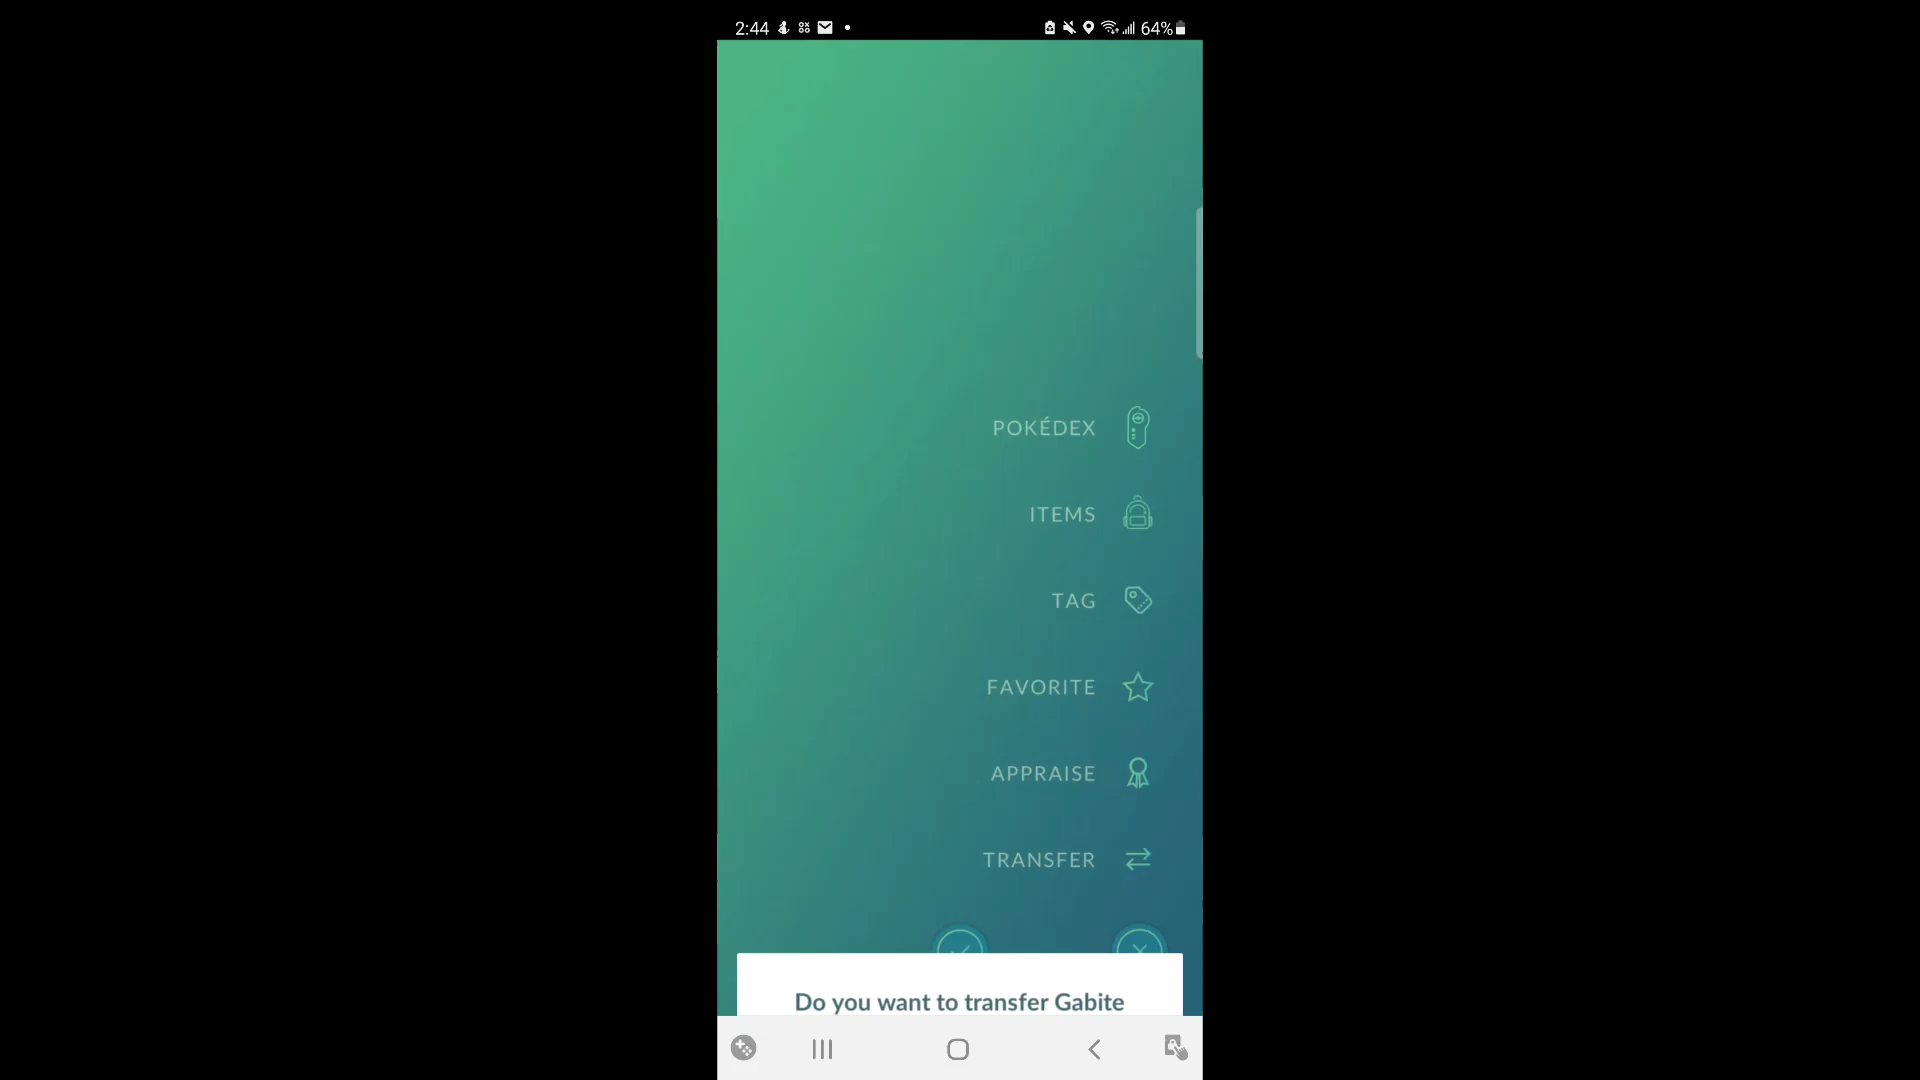 2:44 64%
POKÉDEX
ITEMS
TAG
FAVORITE
APPRAISE
TRANSFER
Do you want to transfer Gabite